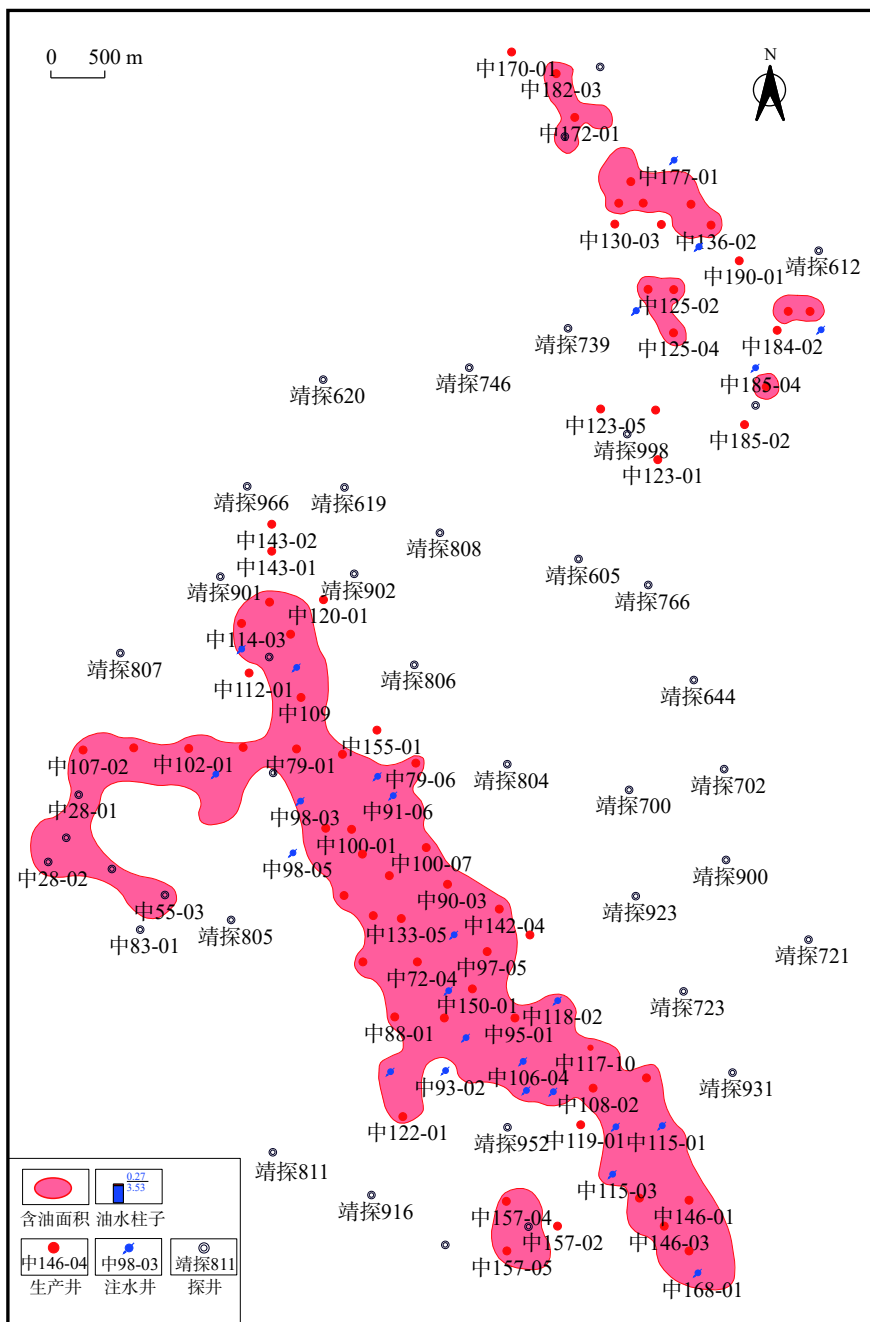 0 500 m
N
中170-01
中182-03
中172-01
中177-01
中130-03
中136-02
靖探612
中190-01
中125-02
靖探739
中125-04
中184-02
靖探746
靖探620
中185-04
中123-05
中185-02
靖探998
中123-01
靖探966
靖探619
中143-02
靖探808
中143-01
靖探901
靖探902
靖探605
靖探766
中120-01
中114-03
靖探807
中112-01
靖探806
靖探644
中109
中155-01
中107-02
中102-01
中79-01
中79-06
靖探804
靖探702
中28-01
中98-03
中91-06
靖探700
中100-01
中100-07
中28-02
中98-05
靖探900
中90-03
中55-03
中142-04
靖探923
中83-01
靖探805
中133-05
靖探721
中97-05
中72-04
中150-01
靖探723
中118-02
中88-01
中95-01
中117-10
中93-02
中106-04
靖探931
中108-02
中122-01
靖探952
中119-01
中115-01
靖探811
中115-03
靖探916
中157-04
中146-01
中157-02
中146-03
中157-05
中168-01
0.27
3.53
含油面积 油水柱子
中146-04 中98-03 靖探811
生产井 注水井 探井